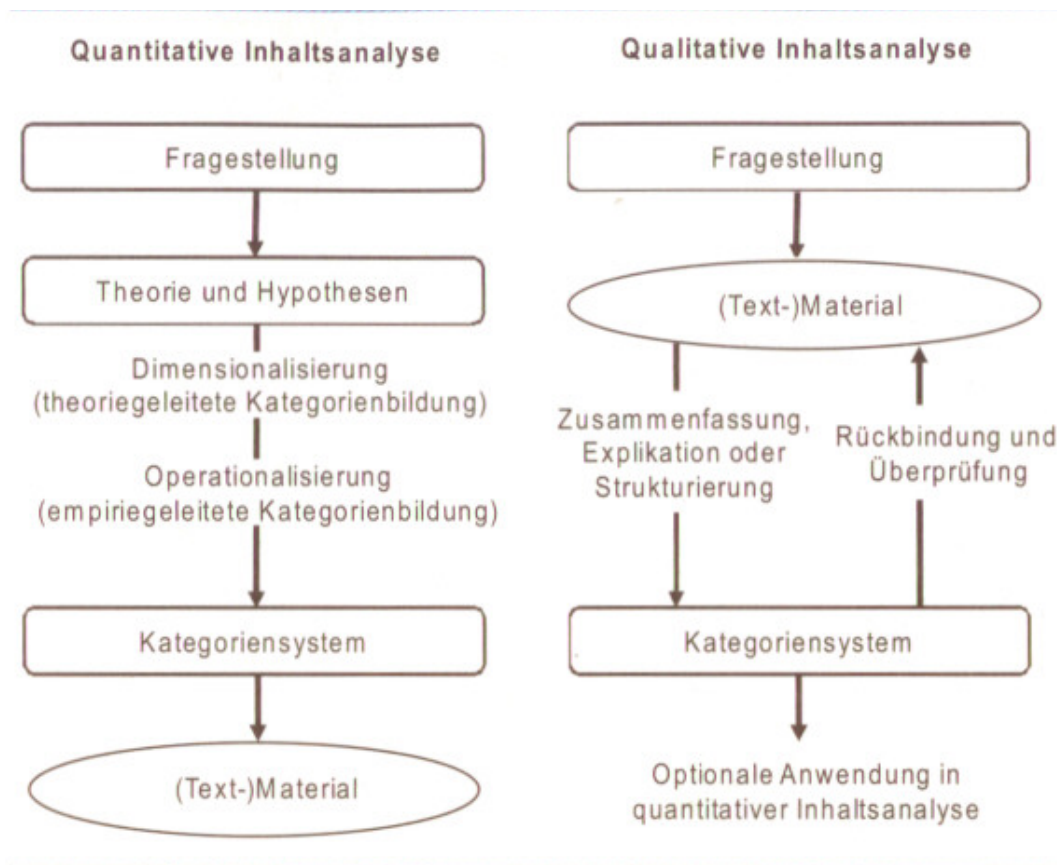 Quantitative Inhaltsanalyse
Fragestellung
Theorie und Hypothesen
Dimensionalisierung
(theoriegeleitete Kategorienbildung)
Operationalisierung
(empiriegeleitete Kategorienbildung)
Kategoriensystem
(Text-)Material
Qualitative Inhaltsanalyse
Fragestellung
(Text-)Material
Zusammenfassung,
Explikation oder
Strukturierung
Rückbindung und
Überprüfung
Kategoriensystem
Optionale Anwendung in
quantitativer Inhaltsanalyse